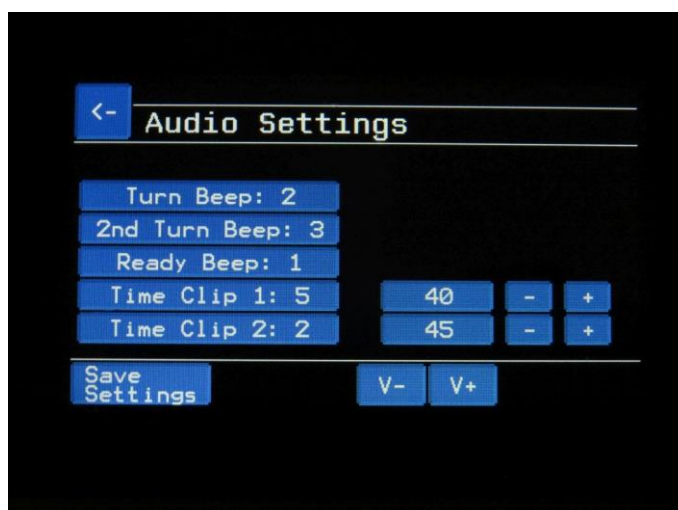 <-
Audio Settings
Turn Beep: 2
2nd Turn Beep: 3
Ready Beep: 1
Time Clip 1: 5 40 - +
Time Clip 2: 2 45 - +
Save
Settings
V- V+